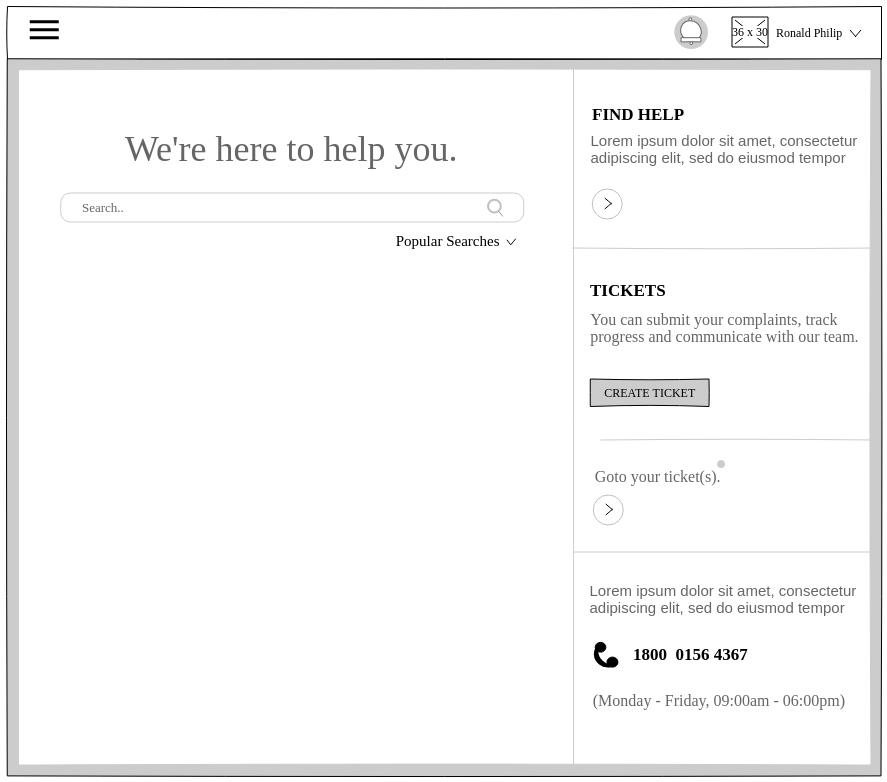 36 x 30 Ronald Philip
We're here to help you.
Search..
Popular Searches
FIND HELP
Lorem ipsum dolor sit amet, consectetur
adipiscing elit, sed do eiusmod tempor
TICKETS
You can submit your complaints, track
progress and communicate with our team.
CREATE TICKET
Goto your ticket(s).
Lorem ipsum dolor sit amet, consectetur
adipiscing elit, sed do eiusmod tempor
1800  0156 4367
(Monday - Friday, 09:00am - 06:00pm)